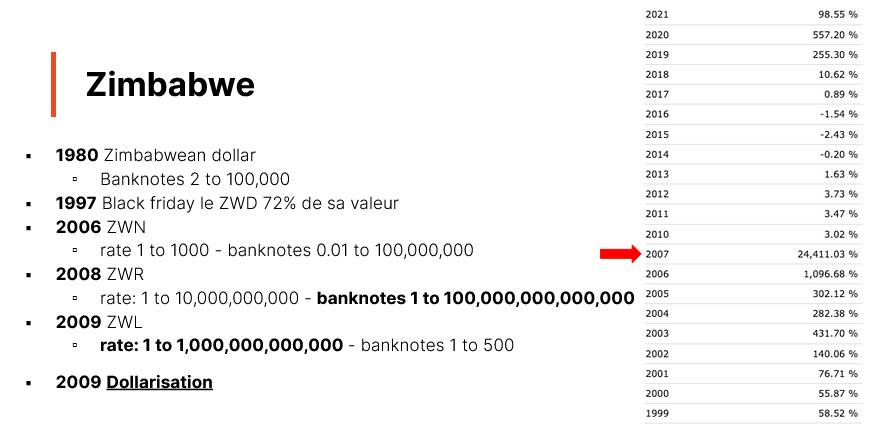 Zimbabwe
▪ 1980 Zimbabwean dollar
▫ Banknotes 2 to 100,000
▪ 1997 Black friday le ZWD 72% de sa valeur
▪ 2006 ZWN
▫ rate 1 to 1000 - banknotes 0.01 to 100,000,000
▪ 2008 ZWR
▫ rate: 1 to 10,000,000,000 - banknotes 1 to 100,000,000,000,000
▪ 2009 ZWL
▫ rate: 1 to 1,000,000,000,000 - banknotes 1 to 500
▪ 2009 Dollarisation
2021 98.55 %
2020 557.20 %
2019 255.30 %
2018 10.62 %
2017 0.89 %
2016 -1.54 %
2015 -2.43 %
2014 -0.20 %
2013 1.63 %
2012 3.73 %
2011 3.47 %
2010 3.02 %
2007 24,411.03 %
2006 1,096.68 %
2005 302.12 %
2004 282.38 %
2003 431.70 %
2002 140.06 %
2001 76.71 %
2000 55.87 %
1999 58.52 %